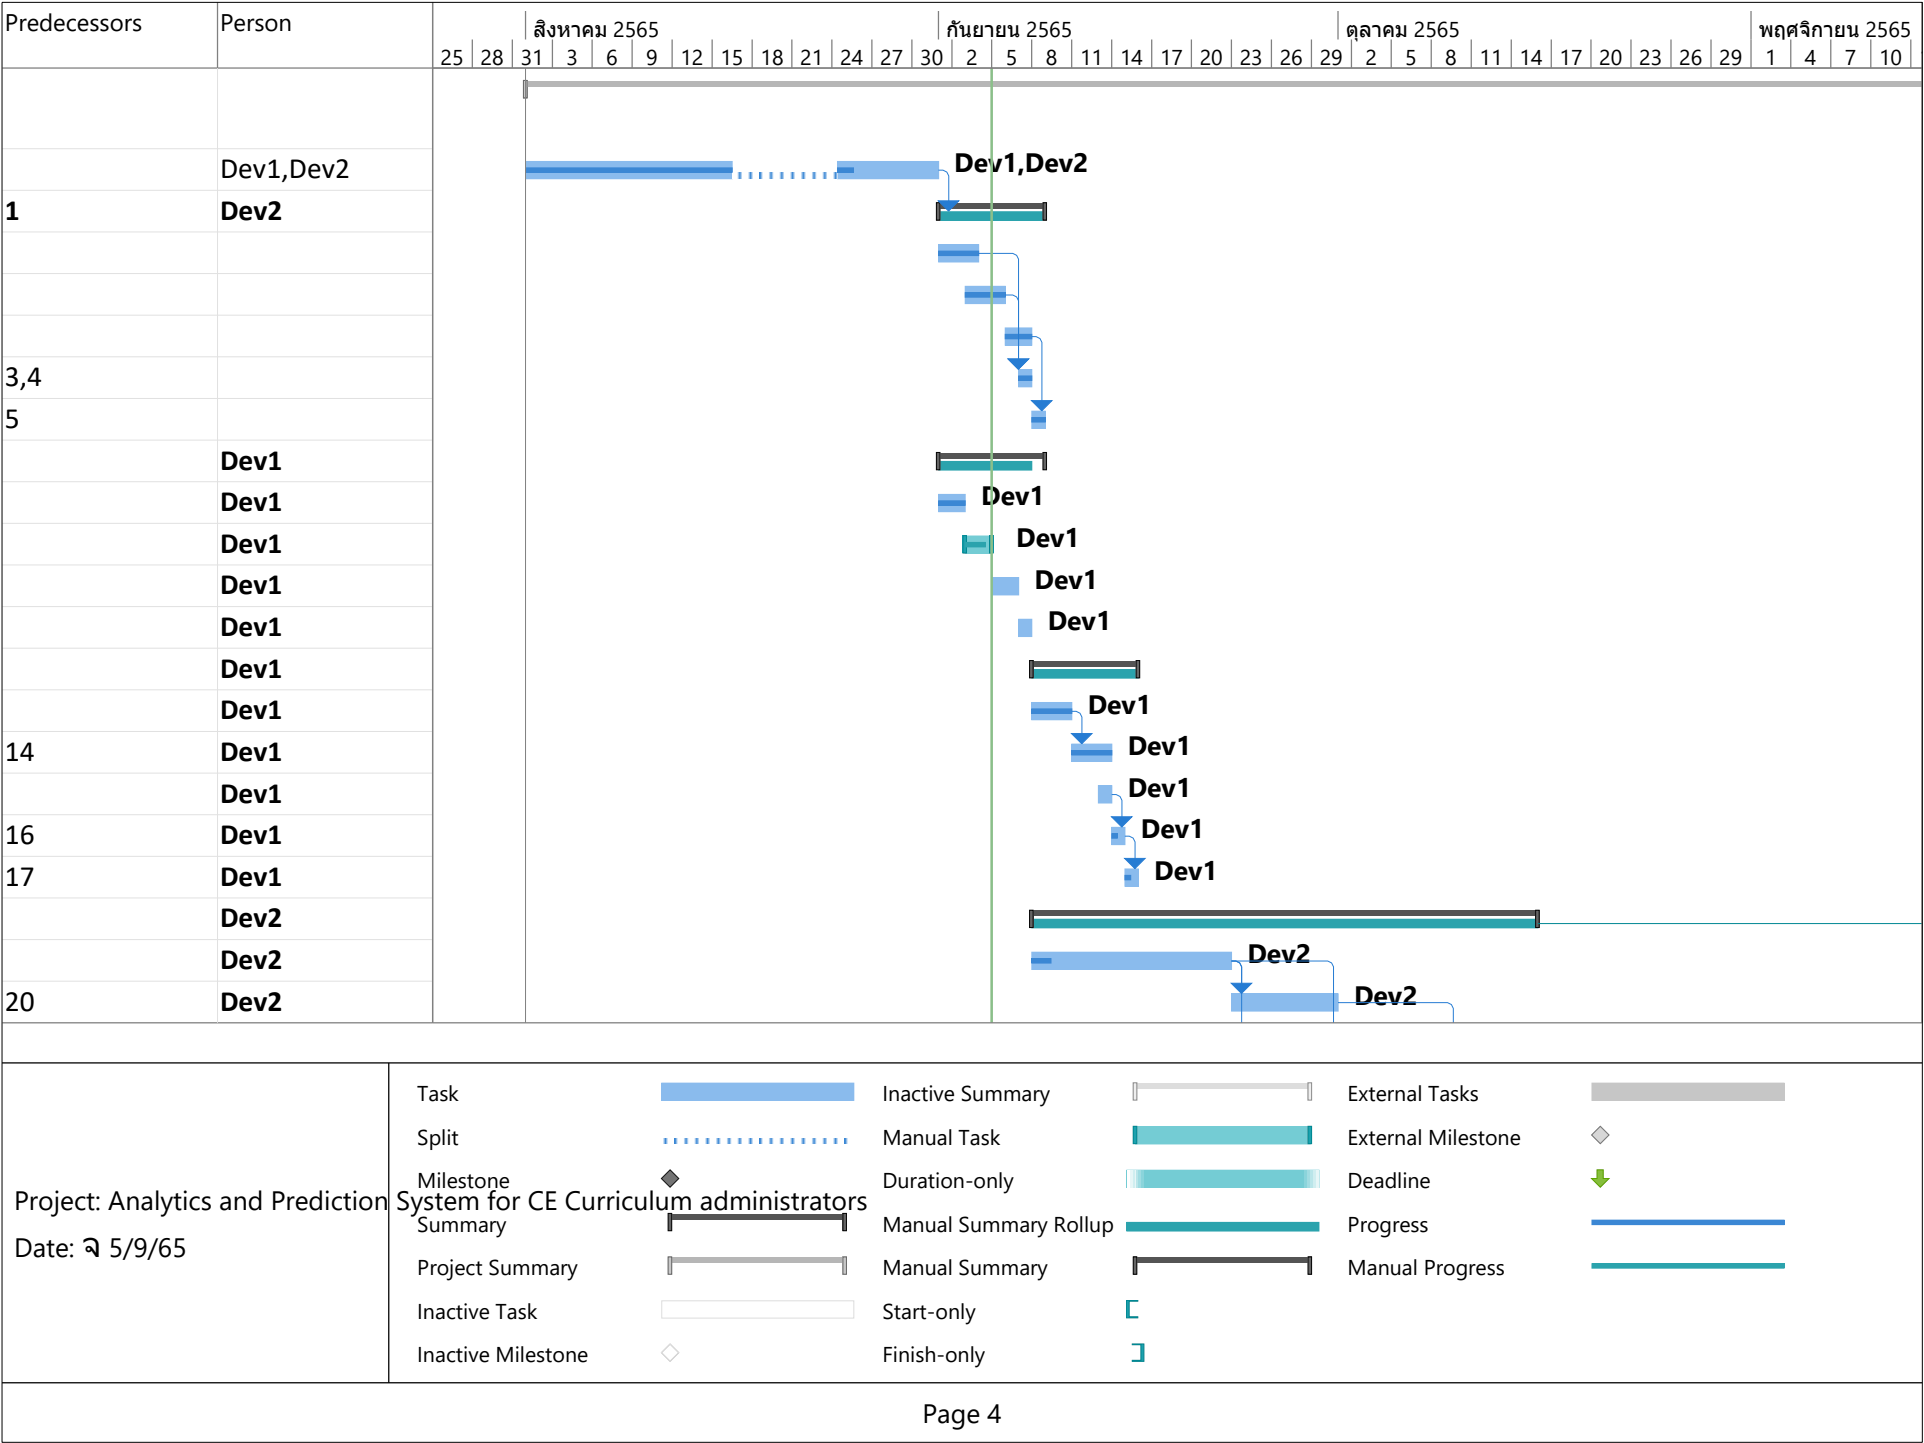 Predecessors Person
สิงหาคม 2565 กันยายน 2565 ตุลาคม 2565 พฤศจิกายน 2565
25 28 31 3 6 9 12 15 18 21 24 27 30 2 5 8 11 14 17 20 23 26 29 2 5 8 11 14 17 20 23 26 29 1 4 7 10
Dev1,Dev2 Dev1,Dev2
1 Dev2
3,4
5
Dev1
Dev1 Dev1
Dev1 Dev1
Dev1 Dev1
Dev1 Dev1
Dev1
Dev1 Dev1
14 Dev1 Dev1
Dev1 Dev1
16 Dev1 Dev1
17 Dev1 Dev1
Dev2
Dev2 Dev2
20 Dev2 Dev2
Project: Analytics and Prediction System for CE Curriculum administrators
Date: จ 5/9/65
Task
Split
Milestone
Summary
Project Summary
Inactive Task
Inactive Milestone
Inactive Summary
Manual Task
Duration-only
Manual Summary Rollup
Manual Summary
Start-only
Finish-only
External Tasks
External Milestone
Deadline
Progress
Manual Progress
Page 4